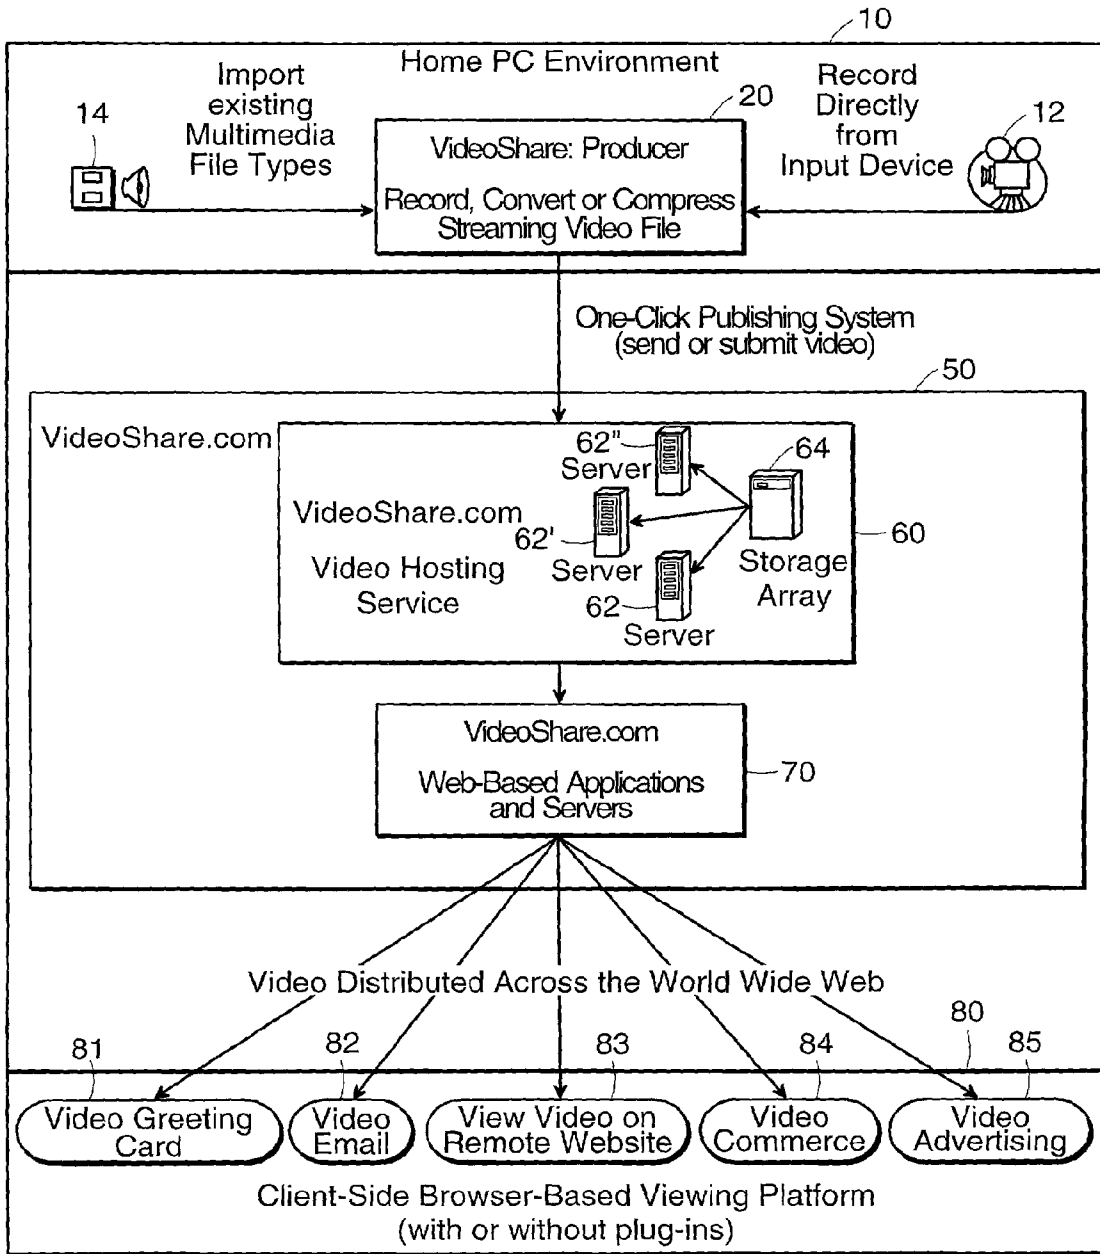 10
Home PC Environment
Import
existing
Multimedia
File Types
14
20
VideoShare: Producer
Record, Convert or Compress
Streaming Video File
Record
Directly
from
Input Device
12
One-Click Publishing System
(send or submit video)
50
VideoShare.com
VideoShare.com
Video Hosting
Service
62"
Server
62'
Server
62
Server
64
Storage
Array
60
VideoShare.com
Web-Based Applications
and Servers
70
Video Distributed Across the World Wide Web
80
81
Video Greeting
Card
82
Video
Email
83
View Video on
Remote Website
84
Video
Commerce
85
Video
Advertising
Client-Side Browser-Based Viewing Platform
(with or without plug-ins)